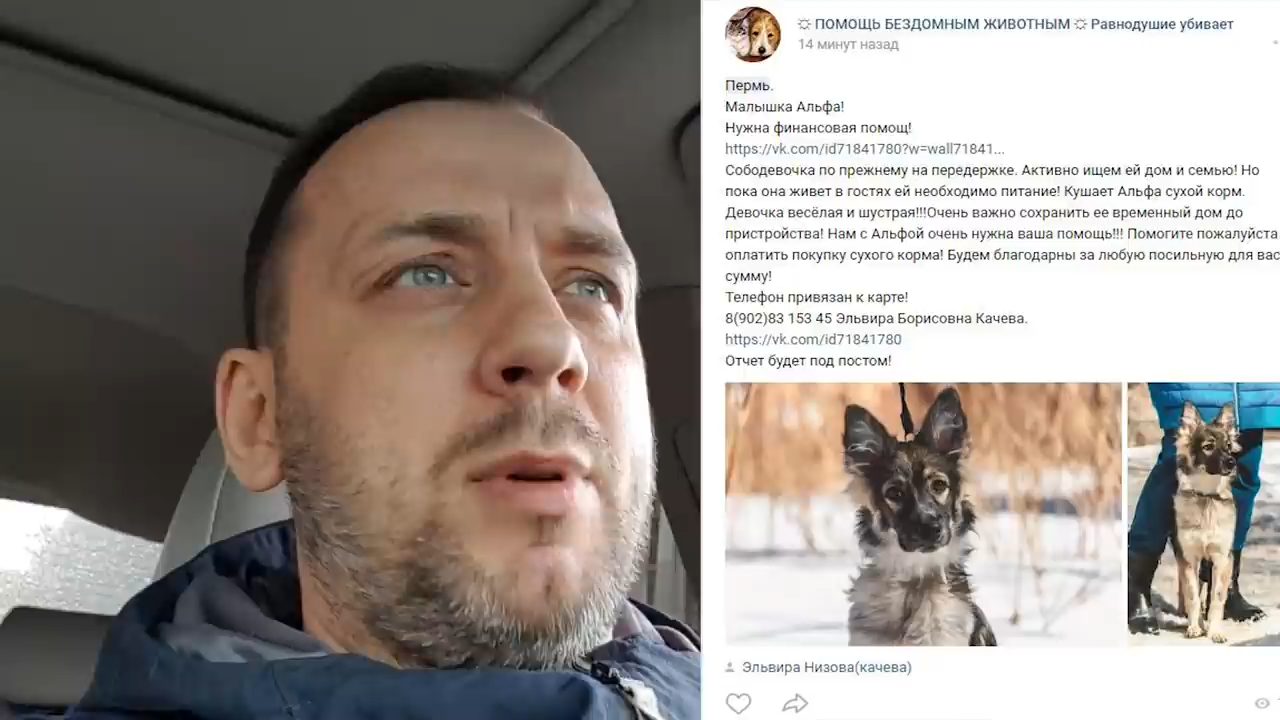 ☼ ПОМОЩЬ БЕЗДОМНЫМ ЖИВОТНЫМ ☼ Равнодушие убивает
14 минут назад
Пермь.
Малышка Альфа!
Нужна финансовая помощ!
https://vk.com/id71841780?w=wall71841...
Сободевочка по прежнему на передержке. Активно ищем ей дом и семью! Но
пока она живет в гостях ей необходимо питание! Кушает Альфа сухой корм.
Девочка весёлая и шустрая!!!Очень важно сохранить ее временный дом до
пристройства! Нам с Альфой очень нужна ваша помощь!!! Помогите пожалуйста
оплатить покупку сухого корма! Будем благодарны за любую посильную для вас
сумму!
Телефон привязан к карте!
8(902)83 153 45 Эльвира Борисовна Качева.
https://vk.com/id71841780
Отчет будет под постом!
Эльвира Низова(качева)